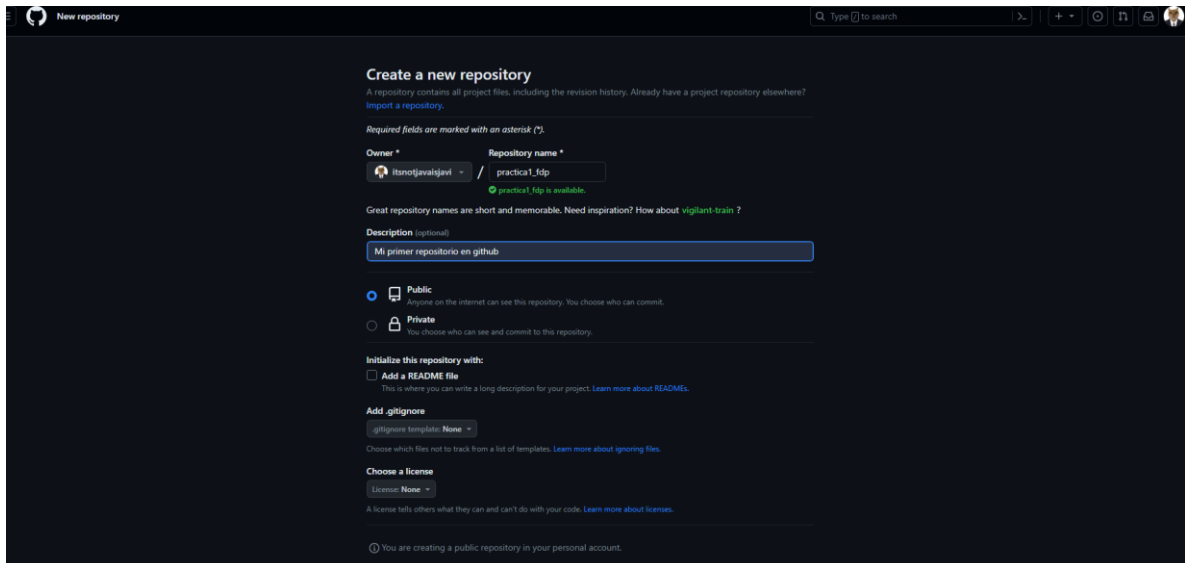 New repository
Type / to search
Create a new repository
A repository contains all project files, including the revision history. Already have a project repository elsewhere?
Import a repository.
Required fields are marked with an asterisk (*).
Owner * Repository name *
itsnotjavaisjavi / practica1_fdp
practica1_fdp is available.
Great repository names are short and memorable. Need inspiration? How about vigilant-train ?
Description (optional)
Mi primer repositorio en github
Public
Anyone on the internet can see this repository. You choose who can commit.
Private
You choose who can see and commit to this repository.
Initialize this repository with:
Add a README file
This is where you can write a long description for your project. Learn more about READMEs.
Add .gitignore
.gitignore template: None
Choose which files not to track from a list of templates. Learn more about ignoring files.
Choose a license
License: None
A license tells others what they can and can't do with your code. Learn more about licenses.
You are creating a public repository in your personal account.